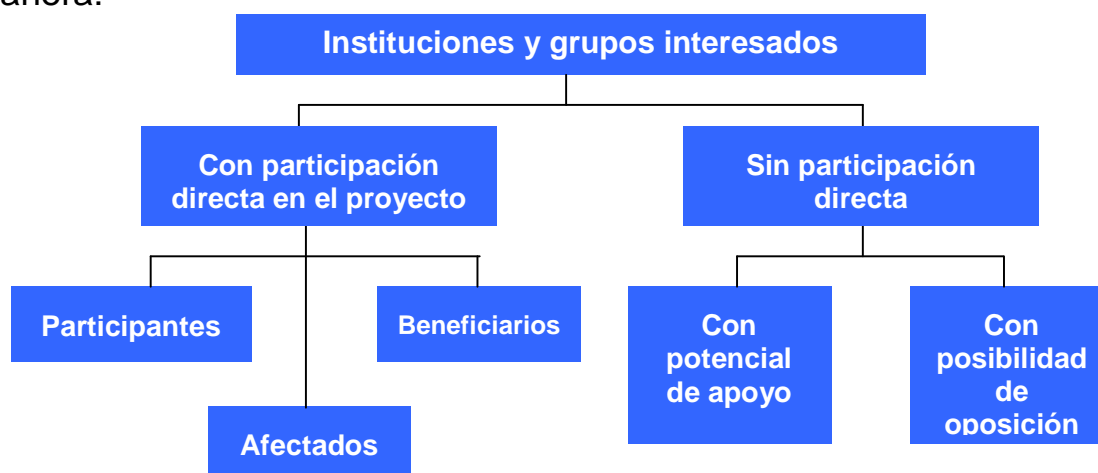 ahora.
Instituciones y grupos interesados
Con participación
directa en el proyecto
Sin participación
directa
Participantes
Beneficiarios
Afectados
Con
potencial
de apoyo
Con
posibilidad
de
oposición